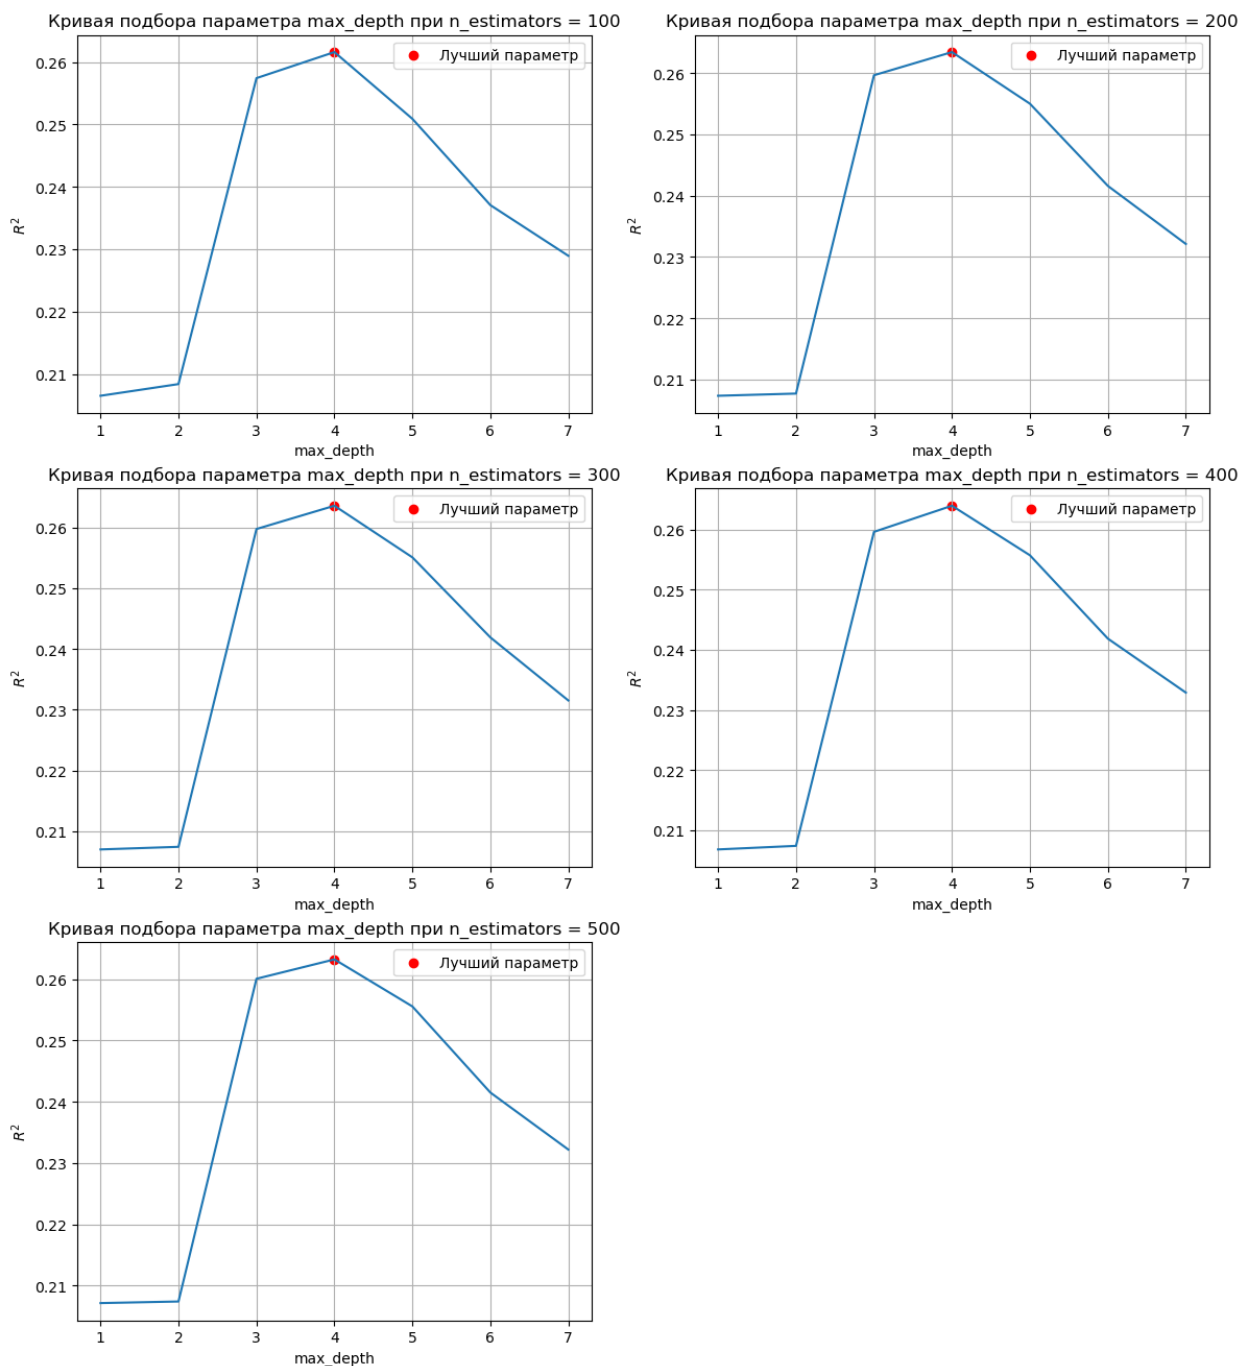 Кривая подбора параметра max_depth при n_estimators = 100
Лучший параметр
0.26
0.25
0.24
0.23
0.22
0.21
R²
1 2 3 4 5 6 7
max_depth
Кривая подбора параметра max_depth при n_estimators = 200
Лучший параметр
0.26
0.25
0.24
0.23
0.22
0.21
R²
1 2 3 4 5 6 7
max_depth
Кривая подбора параметра max_depth при n_estimators = 300
Лучший параметр
0.26
0.25
0.24
0.23
0.22
0.21
R²
1 2 3 4 5 6 7
max_depth
Кривая подбора параметра max_depth при n_estimators = 400
Лучший параметр
0.26
0.25
0.24
0.23
0.22
0.21
R²
1 2 3 4 5 6 7
max_depth
Кривая подбора параметра max_depth при n_estimators = 500
Лучший параметр
0.26
0.25
0.24
0.23
0.22
0.21
R²
1 2 3 4 5 6 7
max_depth